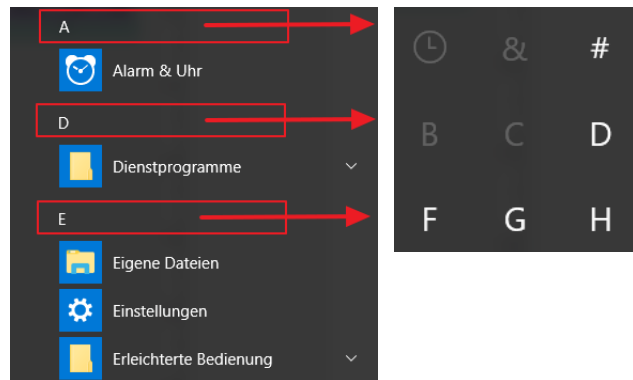 A
Alarm & Uhr
D
Dienstprogramme
E
Eigene Dateien
Einstellungen
Erleichterte Bedienung
& #
B C D
F G H